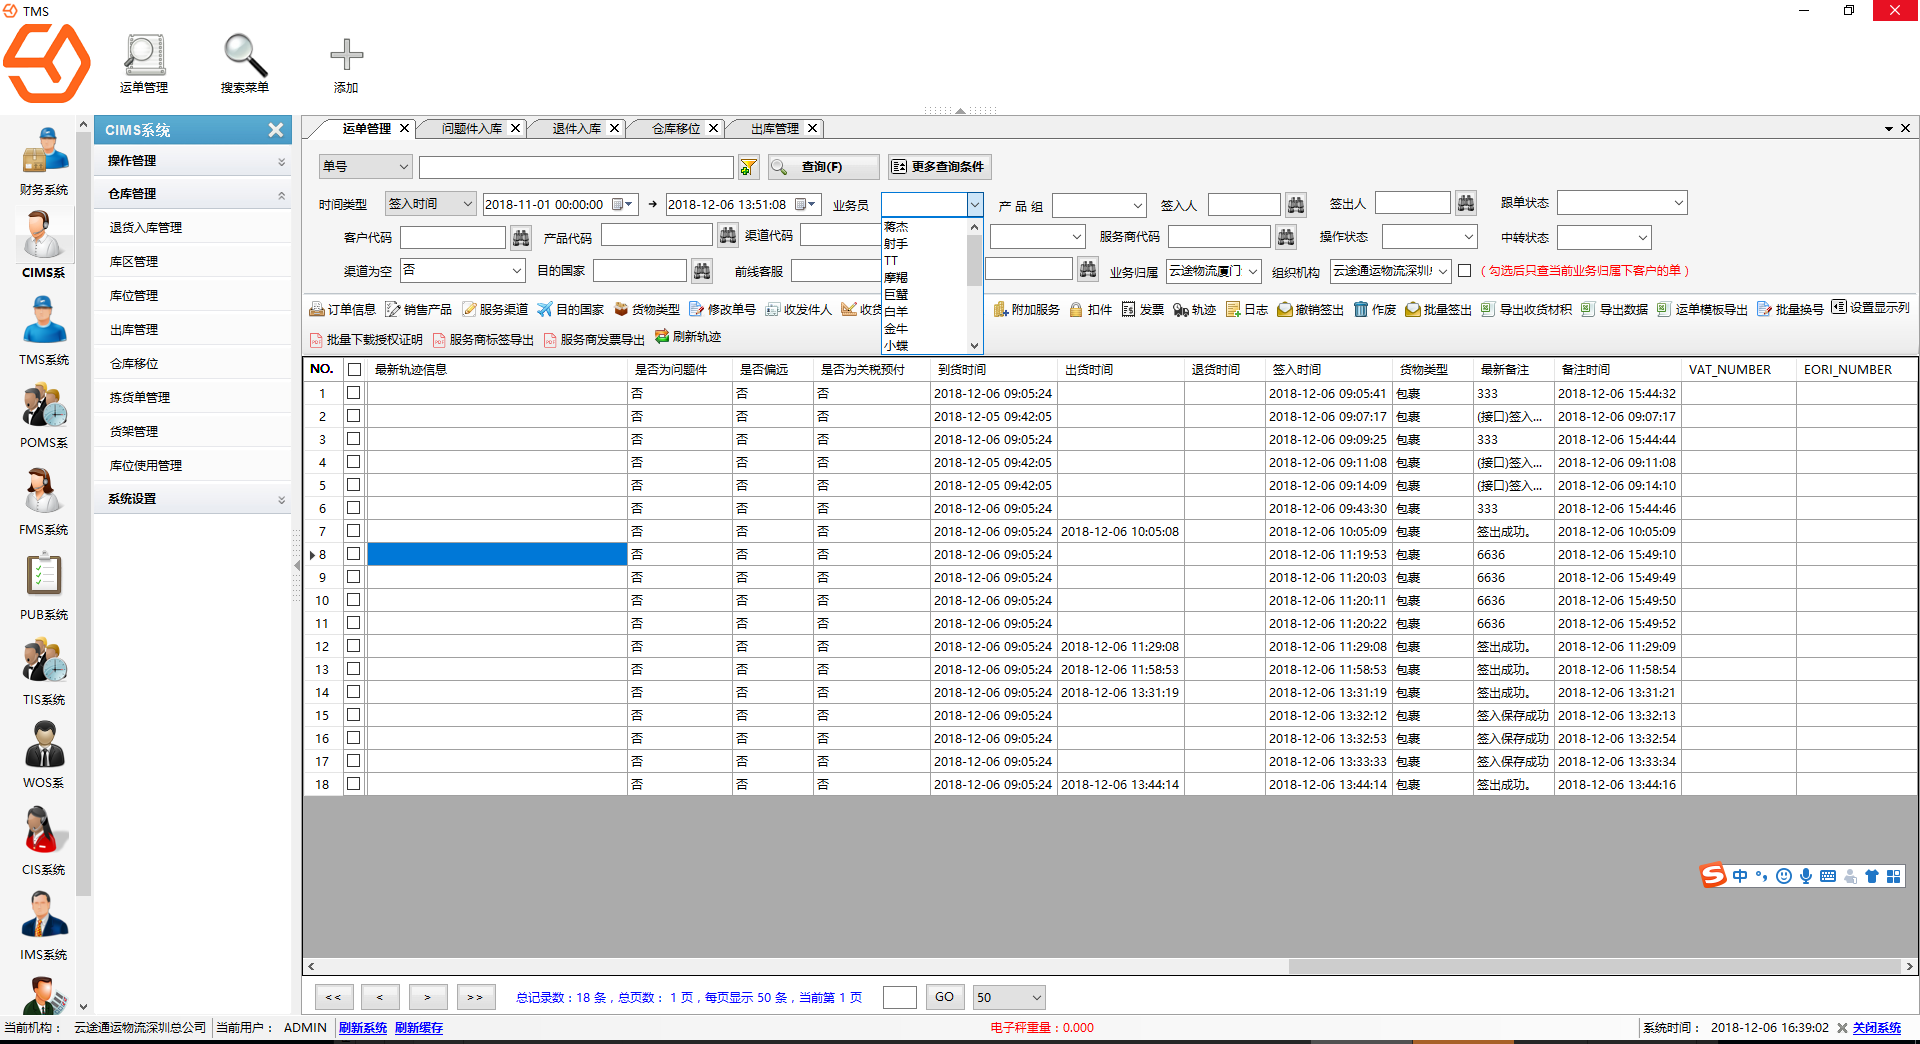 TMS
运单管理 搜索菜单 添加
财务系统
CIMS系
TMS系统
POMS系
FMS系统
PUB系统
TIS系统
WOS系
CIS系统
IMS系统
CIMS系统
操作管理
仓库管理
退货入库管理
库区管理
库位管理
出库管理
仓库移位
拣货单管理
货架管理
库位使用管理
系统设置
运单管理 问题件入库 退件入库 仓库移位 出库管理
单号 查询(F) 更多查询条件
时间类型 签入时间 2018-11-01 00:00:00 → 2018-12-06 13:51:08 业务员 产 品 组 签入人 签出人 跟单状态
客户代码 产品代码 渠道代码 服务商代码 操作状态 中转状态
渠道为空 否 目的国家 前线客服 业务归属 云途物流厦门 组织机构 云途通运物流深圳 ( 勾选后只查当前业务归属下客户的单 )
蒋杰
射手
TT
摩羯
巨蟹
白羊
金牛
小蝶
订单信息 销售产品 服务渠道 目的国家 货物类型 修改单号 收发件人 收货 附加服务 扣件 发票 轨迹 日志 撤销签出 作废 批量签出 导出收货材积 导出数据 运单模板导出 批量换号 设置显示列
批量下载授权证明 服务商标签导出 服务商发票导出 刷新轨迹
NO. 最新轨迹信息 是否为问题件 是否偏远 是否为关税预付 到货时间 出货时间 退货时间 签入时间 货物类型 最新备注 备注时间 VAT_NUMBER EORI_NUMBER
1 否 否 否 2018-12-06 09:05:24 2018-12-06 09:05:41 包裹 333 2018-12-06 15:44:32
2 否 否 否 2018-12-05 09:42:05 2018-12-06 09:07:17 包裹 (接口)签入... 2018-12-06 09:07:17
3 否 否 否 2018-12-06 09:05:24 2018-12-06 09:09:25 包裹 333 2018-12-06 15:44:44
4 否 否 否 2018-12-05 09:42:05 2018-12-06 09:11:08 包裹 (接口)签入... 2018-12-06 09:11:08
5 否 否 否 2018-12-05 09:42:05 2018-12-06 09:14:09 包裹 (接口)签入... 2018-12-06 09:14:10
6 否 否 否 2018-12-06 09:05:24 2018-12-06 09:43:30 包裹 333 2018-12-06 15:44:46
7 否 否 否 2018-12-06 09:05:24 2018-12-06 10:05:08 2018-12-06 10:05:09 包裹 签出成功。 2018-12-06 10:05:09
8 否 否 否 2018-12-06 09:05:24 2018-12-06 11:19:53 包裹 6636 2018-12-06 15:49:10
9 否 否 否 2018-12-06 09:05:24 2018-12-06 11:20:03 包裹 6636 2018-12-06 15:49:49
10 否 否 否 2018-12-06 09:05:24 2018-12-06 11:20:11 包裹 6636 2018-12-06 15:49:50
11 否 否 否 2018-12-06 09:05:24 2018-12-06 11:20:22 包裹 6636 2018-12-06 15:49:52
12 否 否 否 2018-12-06 09:05:24 2018-12-06 11:29:08 2018-12-06 11:29:08 包裹 签出成功。 2018-12-06 11:29:09
13 否 否 否 2018-12-06 09:05:24 2018-12-06 11:58:53 2018-12-06 11:58:53 包裹 签出成功。 2018-12-06 11:58:54
14 否 否 否 2018-12-06 09:05:24 2018-12-06 13:31:19 2018-12-06 13:31:19 包裹 签出成功。 2018-12-06 13:31:21
15 否 否 否 2018-12-06 09:05:24 2018-12-06 13:32:12 包裹 签入保存成功 2018-12-06 13:32:13
16 否 否 否 2018-12-06 09:05:24 2018-12-06 13:32:53 包裹 签入保存成功 2018-12-06 13:32:54
17 否 否 否 2018-12-06 09:05:24 2018-12-06 13:33:33 包裹 签入保存成功 2018-12-06 13:33:34
18 否 否 否 2018-12-06 09:05:24 2018-12-06 13:44:14 2018-12-06 13:44:14 包裹 签出成功。 2018-12-06 13:44:16
S 中
<< < > >> 总记录数：18 条，总页数： 1 页，每页显示 50 条，当前第 1 页 GO 50
当前机构： 云途通运物流深圳总公司 当前用户： ADMIN 刷新系统 刷新缓存 电子秤重量：0.000 系统时间： 2018-12-06 16:39:02 关闭系统